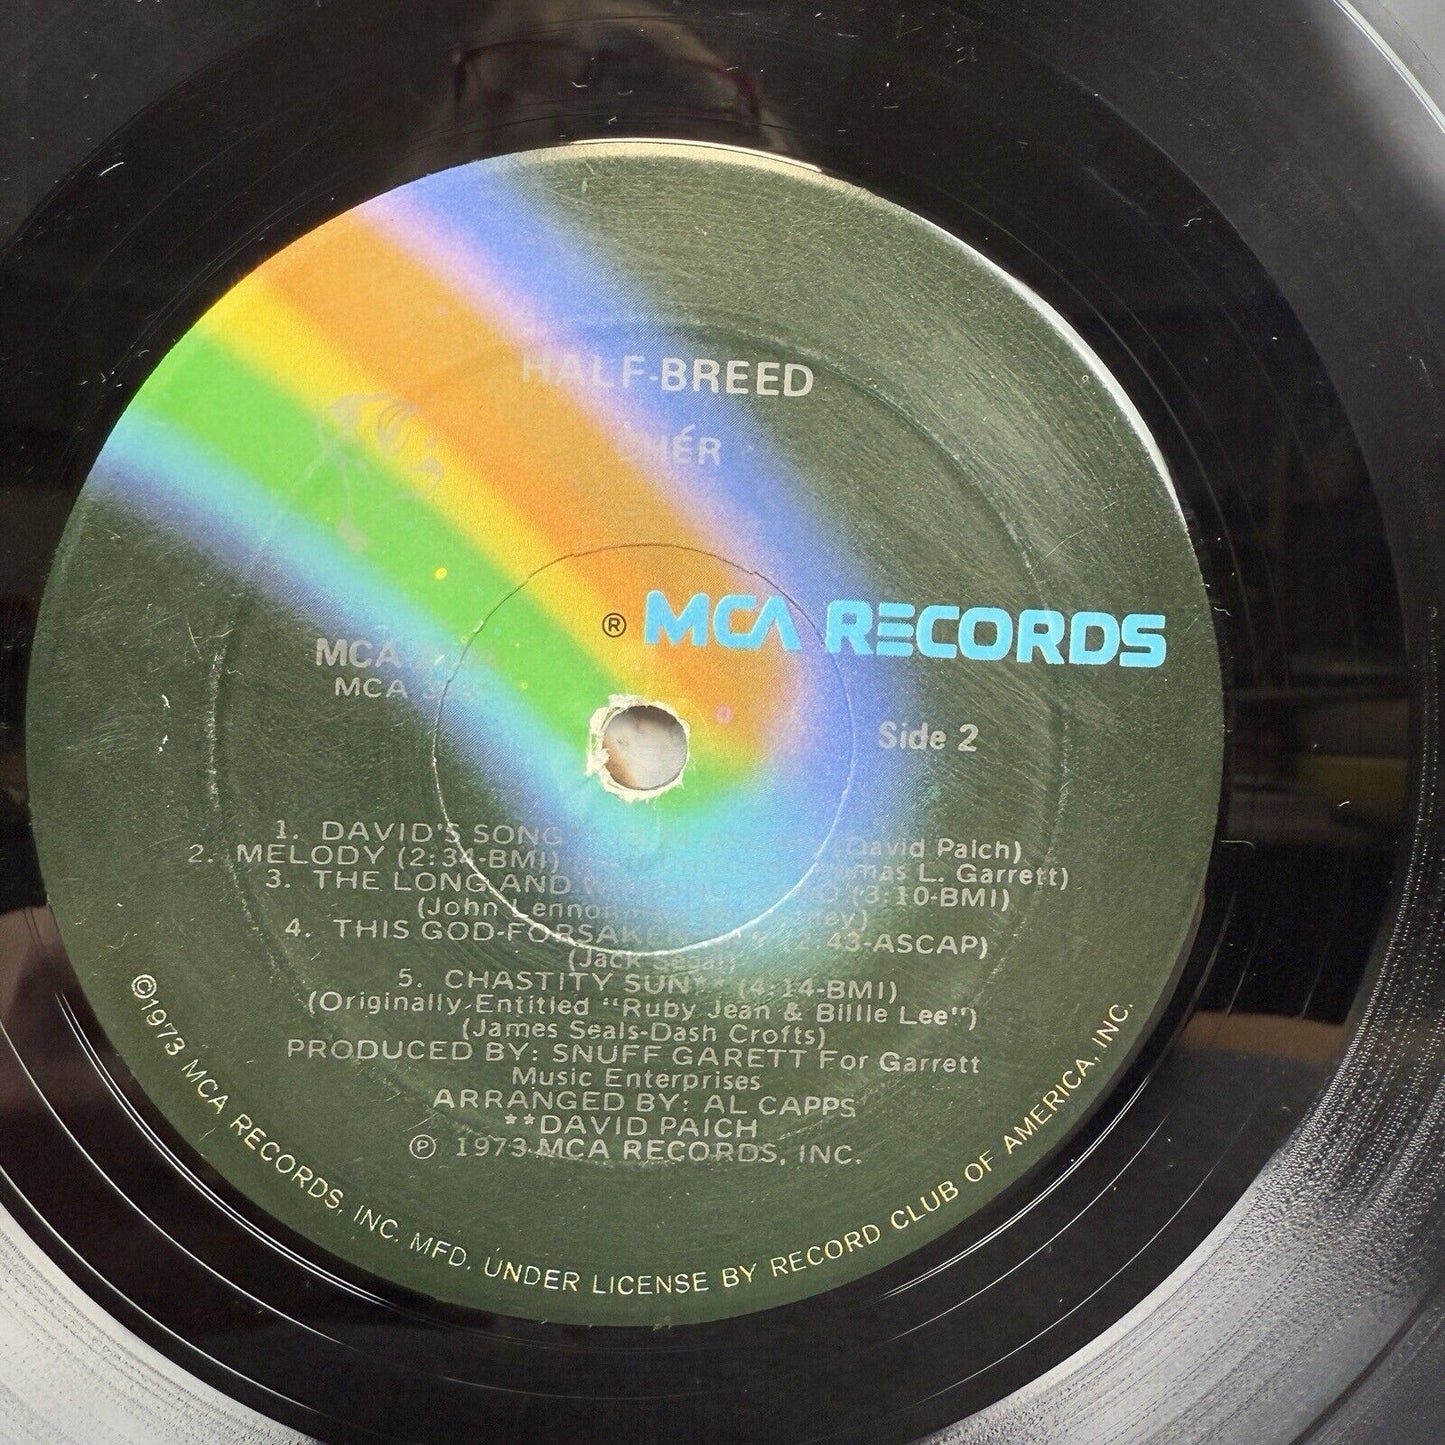 HALF-BREED
CHÉR
® MCA RECORDS
MCA
MCA
Side 2
1. DAVID'S SONG (David Paich)
2. MELODY (2:34-BMI) L. Garrett)
3. THE LONG AND (3:10-BMI)
(John Lennon
4. THIS GOD-FORSAKEN 43-ASCAP)
(Jack Segal)
5. CHASTITY SUN** (4:14-BMI)
(Originally Entitled "Ruby Jean & Billie Lee")
(James Seals-Dash Crofts)
PRODUCED BY: SNUFF GARETT For Garrett
Music Enterprises
ARRANGED BY: AL CAPPS
**DAVID PAICH
℗ 1973 MCA RECORDS, INC.
©1973 MCA RECORDS, INC. MFD. UNDER LICENSE BY RECORD CLUB OF AMERICA, INC.